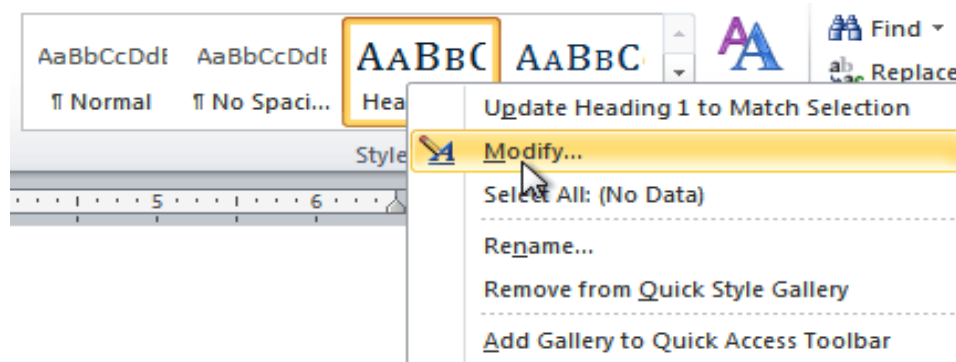 AaBbCcDdE AaBbCcDdE AABBC AABBC A A Find
¶ Normal ¶ No Spaci... Hea Replace
Update Heading 1 to Match Selection
Style A Modify...
Select All: (No Data)
5 6
Rename...
Remove from Quick Style Gallery
Add Gallery to Quick Access Toolbar